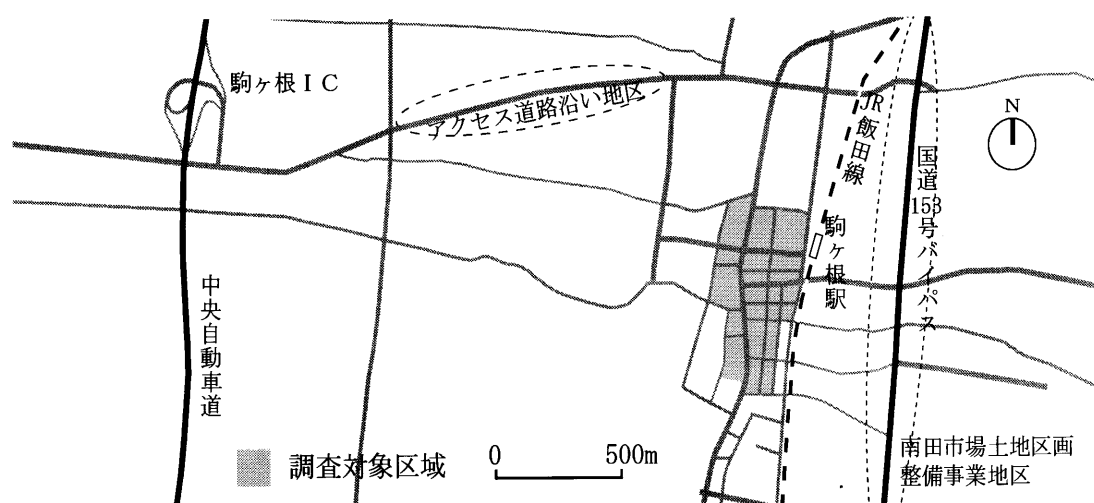 駒ヶ根IC
アクセス道路沿い地区
N
JR飯田線
国道153号バイパス
駒ヶ根駅
中央自動車道
南田市場土地区画
整備事業地区
調査対象区域
0 500m